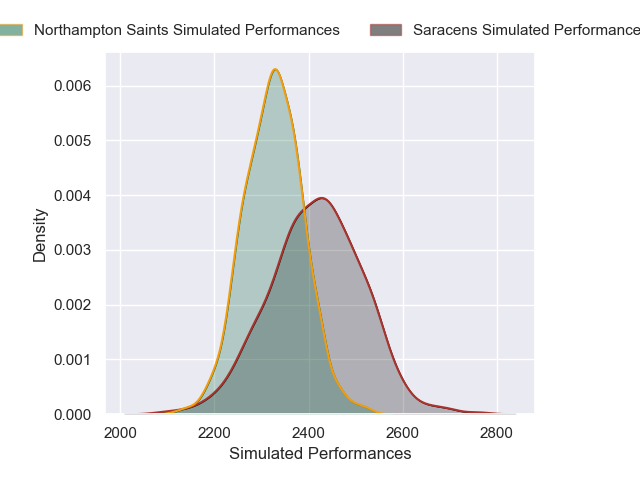 Northampton Saints Simulated Performances Saracens Simulated Performance
0.006
0.005
0.004
0.003
0.002
0.001
0.000
Density
2000 2200 2400 2600 2800
Simulated Performances